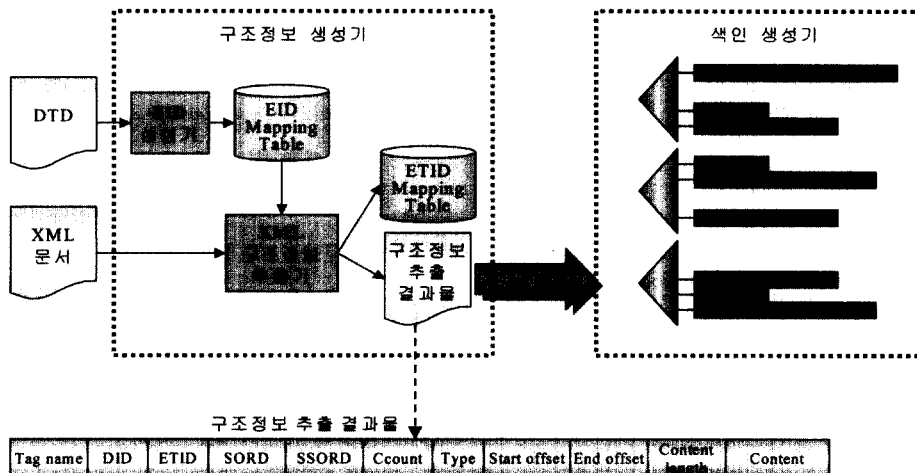 구조정보 생성기
색인 생성기
DTD
EID
Mapping
Table
ETID
Mapping
Table
XML
문서
XML
구조정보
추출
결과물
구조정보 추출 결과물
Tag name DID ETID SORD SSORD Ccount Type Start offset End offset Content length Content